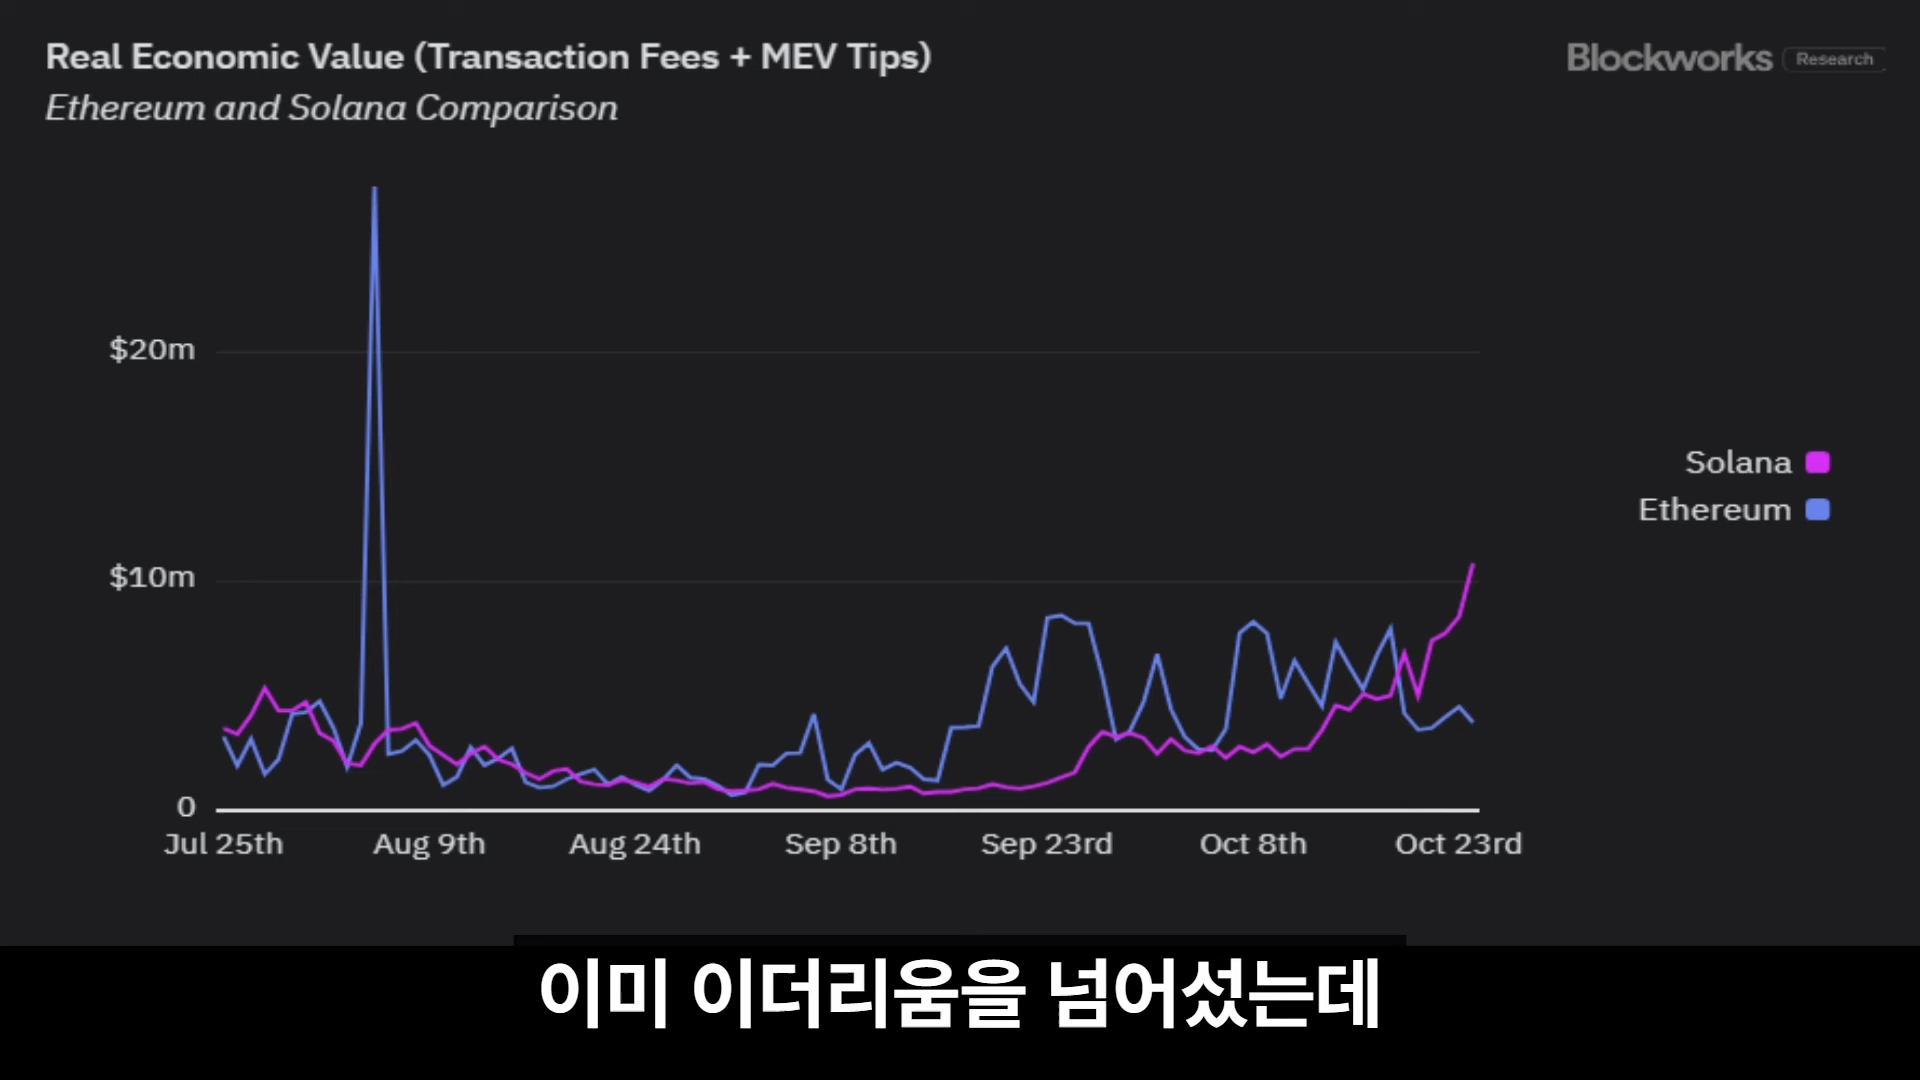 Real Economic Value (Transaction Fees + MEV Tips)
Blockworks Research
Ethereum and Solana Comparison
$20m
$10m
0
Jul 25th Aug 9th Aug 24th Sep 8th Sep 23rd Oct 8th Oct 23rd
Solana
Ethereum
이미 이더리움을 넘어섰는데